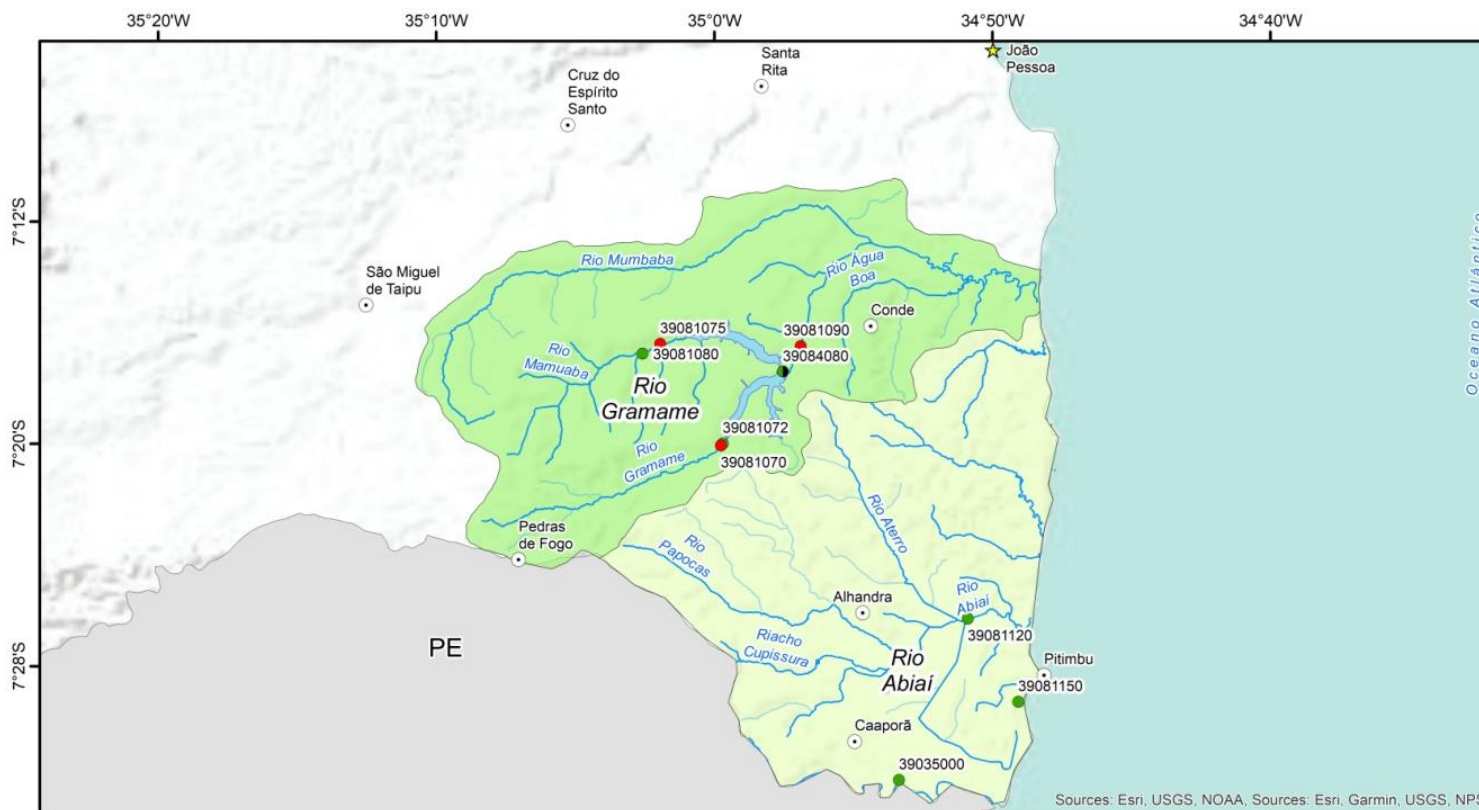 35°20'W
35°10'W
35°0'W
34°50'W
34°40'W
João
Pessoa
Santa
Rita
Cruz do
Espírito
Santo
7°12'S
Rio Mumbaba
Rio Água
Boa
São Miguel
de Taipu
Conde
39081075
39081090
39081080
39084080
Rio
Mamuaba
Rio
Gramame
Oceano Atlântico
7°20'S
39081072
39081070
Rio
Gramame
Rio Aterro
Pedras
de Fogo
Rio
Papocas
Rio
Abiaí
Alhandra
39081120
PE
Riacho
Cupissura
Rio
Abiaí
Pitimbu
7°28'S
39081150
Caaporã
39035000
Sources: Esri, USGS, NOAA, Sources: Esri, Garmin, USGS, NPS